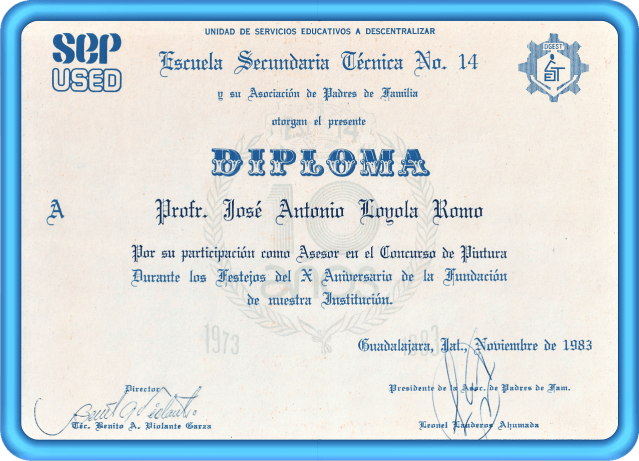 UNIDAD DE SERVICIOS EDUCATIVOS A DESCENTRALIZAR
SEP
USED
DGEST
Escuela Secundaria Técnica No. 14
y su Asociación de Padres de Familia
otorgan el presente
DIPLOMA
A Profr. José Antonio Loyola Romo
10
años
Por su participación como Asesor en el Concurso de Pintura
Durante los Festejos del X Aniversario de la Fundación
de nuestra Institución.
1973 1983
Guadalajara, Jal., Noviembre de 1983
Director
Téc. Benito A. Violante Garza
Presidente de la Asoc. de Padres de Fam.
Leonel Landeros Ahumada